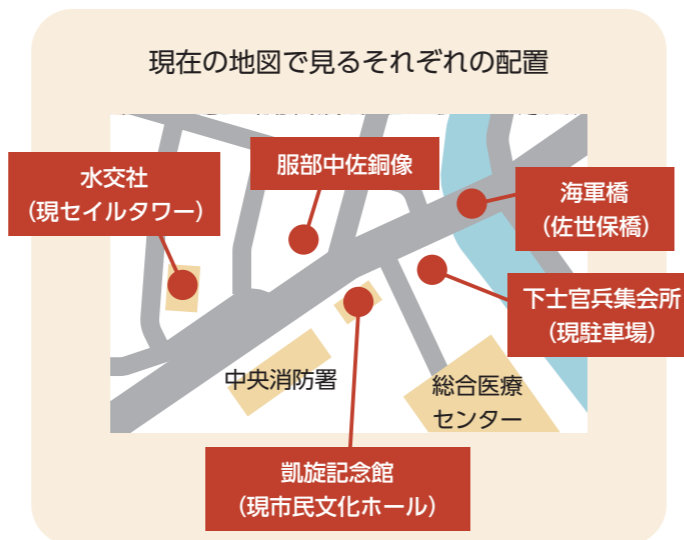 現在の地図で見るそれぞれの配置
水交社
（現セイルタワー）
服部中佐銅像
海軍橋
（佐世保橋）
下士官兵集会所
（現駐車場）
中央消防署
総合医療
センター
凱旋記念館
（現市民文化ホール）